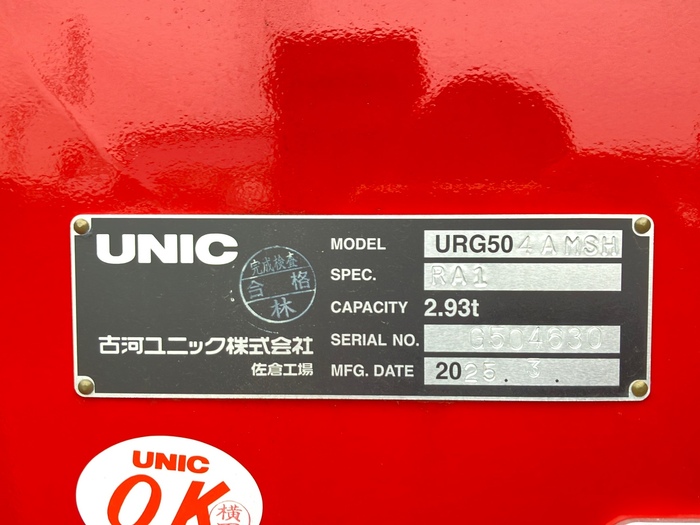 UNIC
完成検査
合格
林
古河ユニック株式会社
佐倉工場
MODEL URG504AMSH
SPEC. RA1
CAPACITY 2.93t
SERIAL NO. G504630
MFG. DATE 2025.3.
UNIC
OK
横